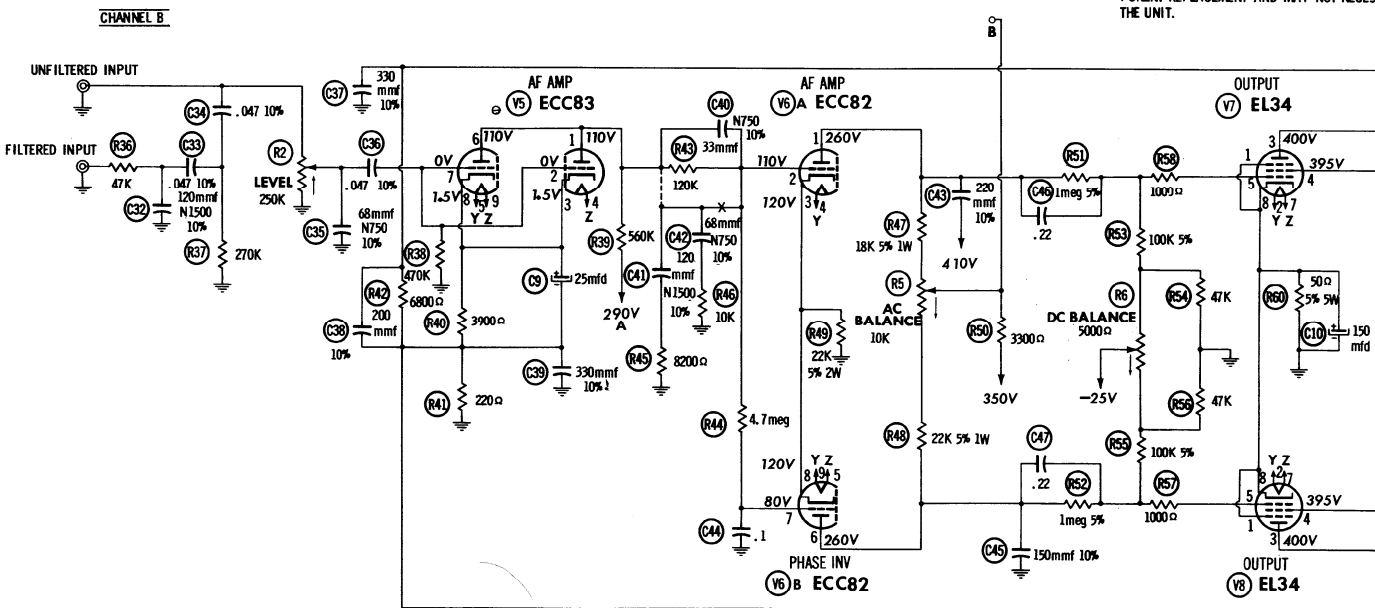 CHANNEL B
THE UNIT.
B
UNFILTERED INPUT
FILTERED INPUT
C37 330 mmf 10%
AF AMP
V5 ECC83
C40 N750 10% 33mmf
AF AMP
V6 A ECC82
OUTPUT
V7 EL34
C34 .047 10%
R36 47K
C33 .047 10%
120mmf N1500 10%
C32
R37 270K
R2
LEVEL
250K
C36 .047 10%
68mmf N750 10%
C35
6 110V
1 110V
0V 7
0V 2
1.5V
1.5V
8 5 9
Y Z
3 4
Z
R43 120K
R38 470K
R39 560K
290V
A
C9 25mfd
R42 6800Ω
200 mmf
C38 10%
R40 3900Ω
R41 220Ω
C39 330mmf 10%
X
68mmf N750 10%
C42
120 mmf N1500 10%
C41
R46 10K
R45 8200Ω
R44 4.7meg
1 260V
110V
2
120V
3 4
Y
R49 22K 5% 2W
R47 18K 5% 1W
R5
AC BALANCE
10K
R48 22K 5% 1W
C43 220 mmf 10%
410V
R50 3300Ω
350V
R51 1meg 5%
C46 .22
R58 1000Ω
R53 100K 5%
R6
DC BALANCE
5000Ω
-25V
R54 47K
R56 47K
R55 100K 5%
3 400V
1
5
395V
4
8 2 7
Y Z
R60 50Ω 5% 5W
C10 150 mfd
120V
Y Z
8 9 5
80V
7
6 260V
C44 .1
PHASE INV
V6 B ECC82
C47 .22
R52 1meg 5%
R57 1000Ω
C45 150mmf 10%
Y Z
8 2 7
5
1
395V
4
3 400V
OUTPUT
V8 EL34